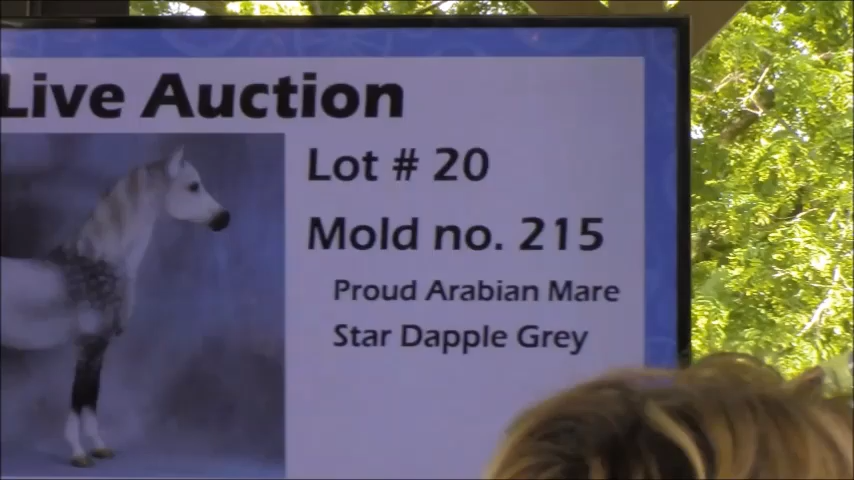 Live Auction
Lot # 20
Mold no. 215
Proud Arabian Mare
Star Dapple Grey